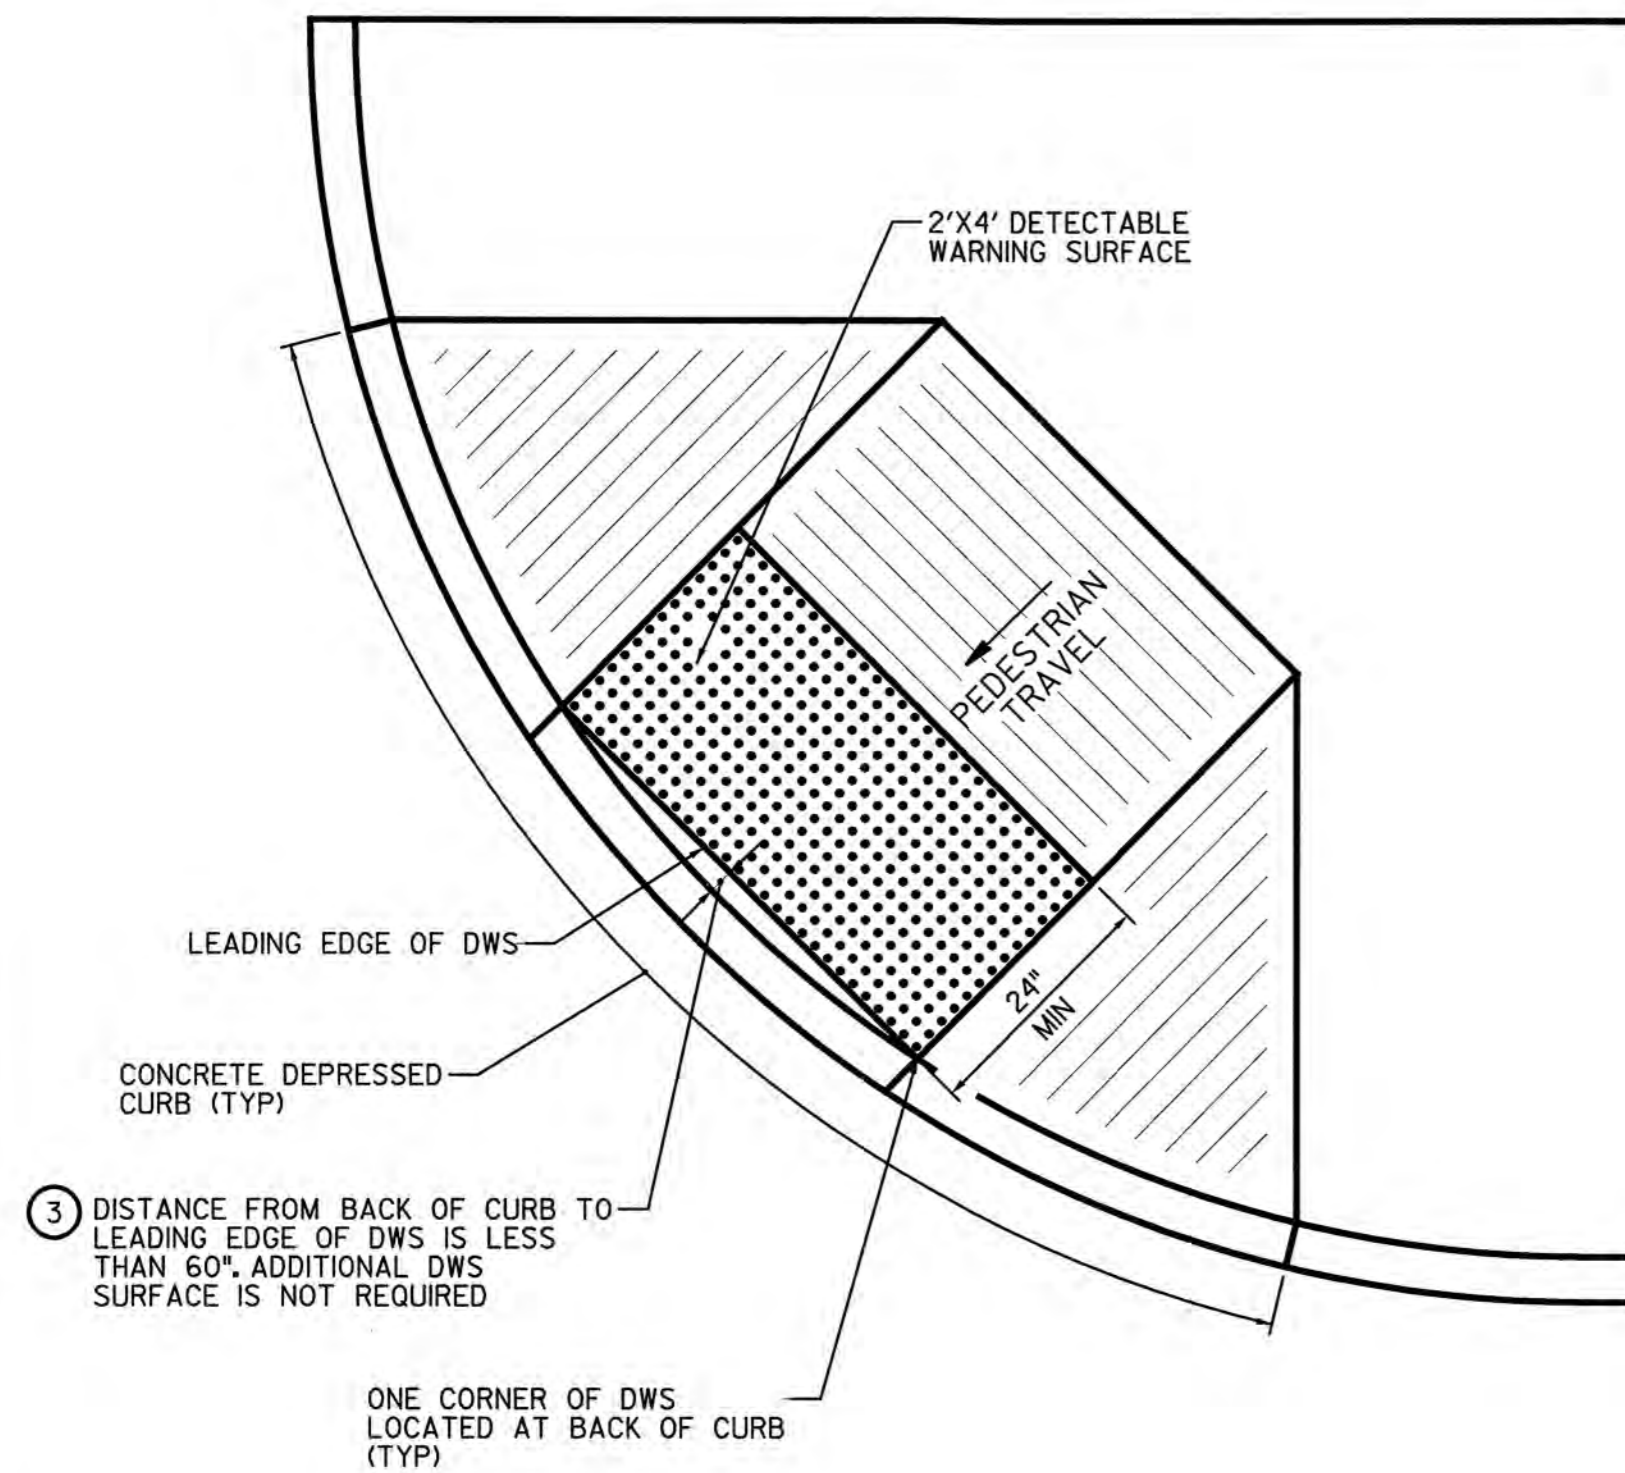 2'X4' DETECTABLE
WARNING SURFACE
PEDESTRIAN
TRAVEL
LEADING EDGE OF DWS
24"
MIN
CONCRETE DEPRESSED
CURB (TYP)
3 DISTANCE FROM BACK OF CURB TO
LEADING EDGE OF DWS IS LESS
THAN 60". ADDITIONAL DWS
SURFACE IS NOT REQUIRED
ONE CORNER OF DWS
LOCATED AT BACK OF CURB
(TYP)